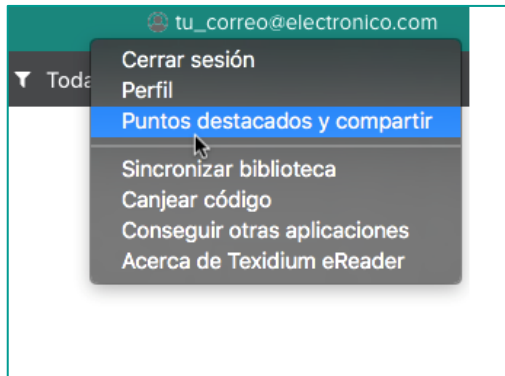 tu_correo@electronico.com
Cerrar sesión
Toda
Perfil
Puntos destacados y compartir
Sincronizar biblioteca
Canjear código
Conseguir otras aplicaciones
Acerca de Texidium eReader